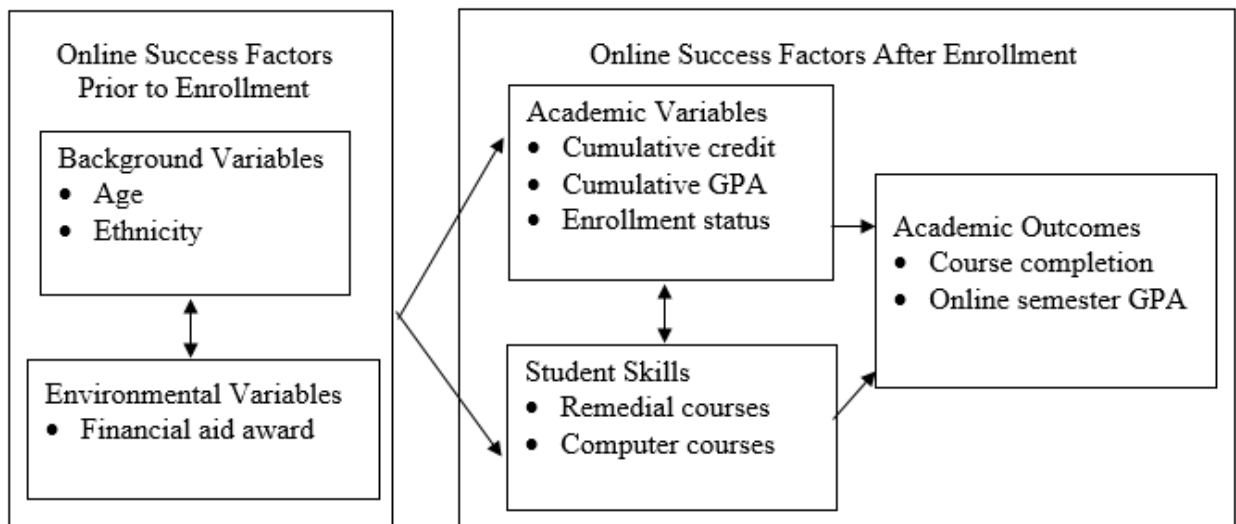 Online Success Factors
Prior to Enrollment
Background Variables
• Age
• Ethnicity
Environmental Variables
• Financial aid award
Online Success Factors After Enrollment
Academic Variables
• Cumulative credit
• Cumulative GPA
• Enrollment status
Student Skills
• Remedial courses
• Computer courses
Academic Outcomes
• Course completion
• Online semester GPA